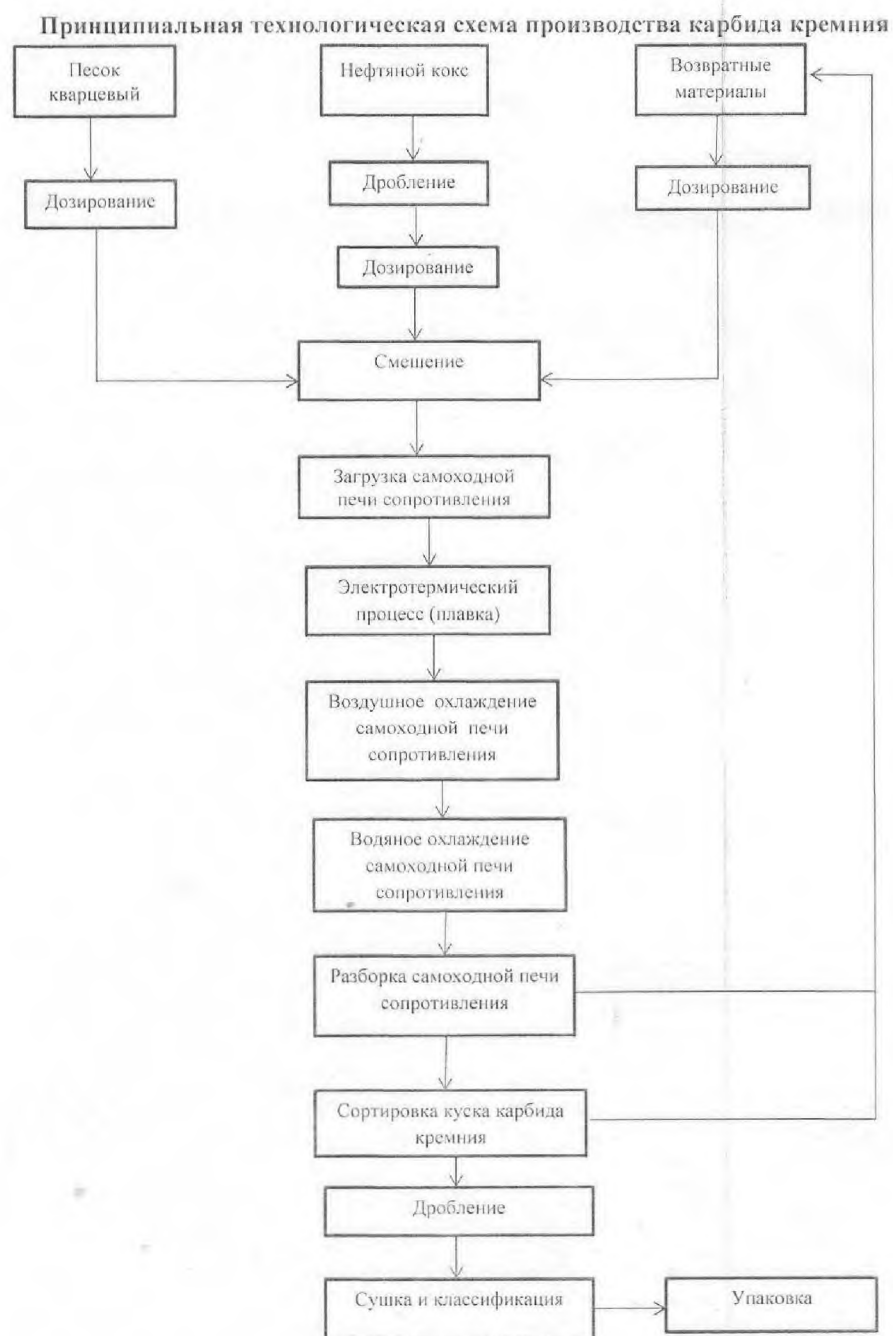 Принципиальная технологическая схема производства карбида кремния
Песок
кварцевый
Нефтяной кокс
Возвратные
материалы
Дозирование
Дробление
Дозирование
Дозирование
Смешение
Загрузка самоходной
печи сопротивления
Электротермический
процесс (плавка)
Воздушное охлаждение
самоходной печи
сопротивления
Водяное охлаждение
самоходной печи
сопротивления
Разборка самоходной печи
сопротивления
Сортировка куска карбида
кремния
Дробление
Сушка и классификация
Упаковка